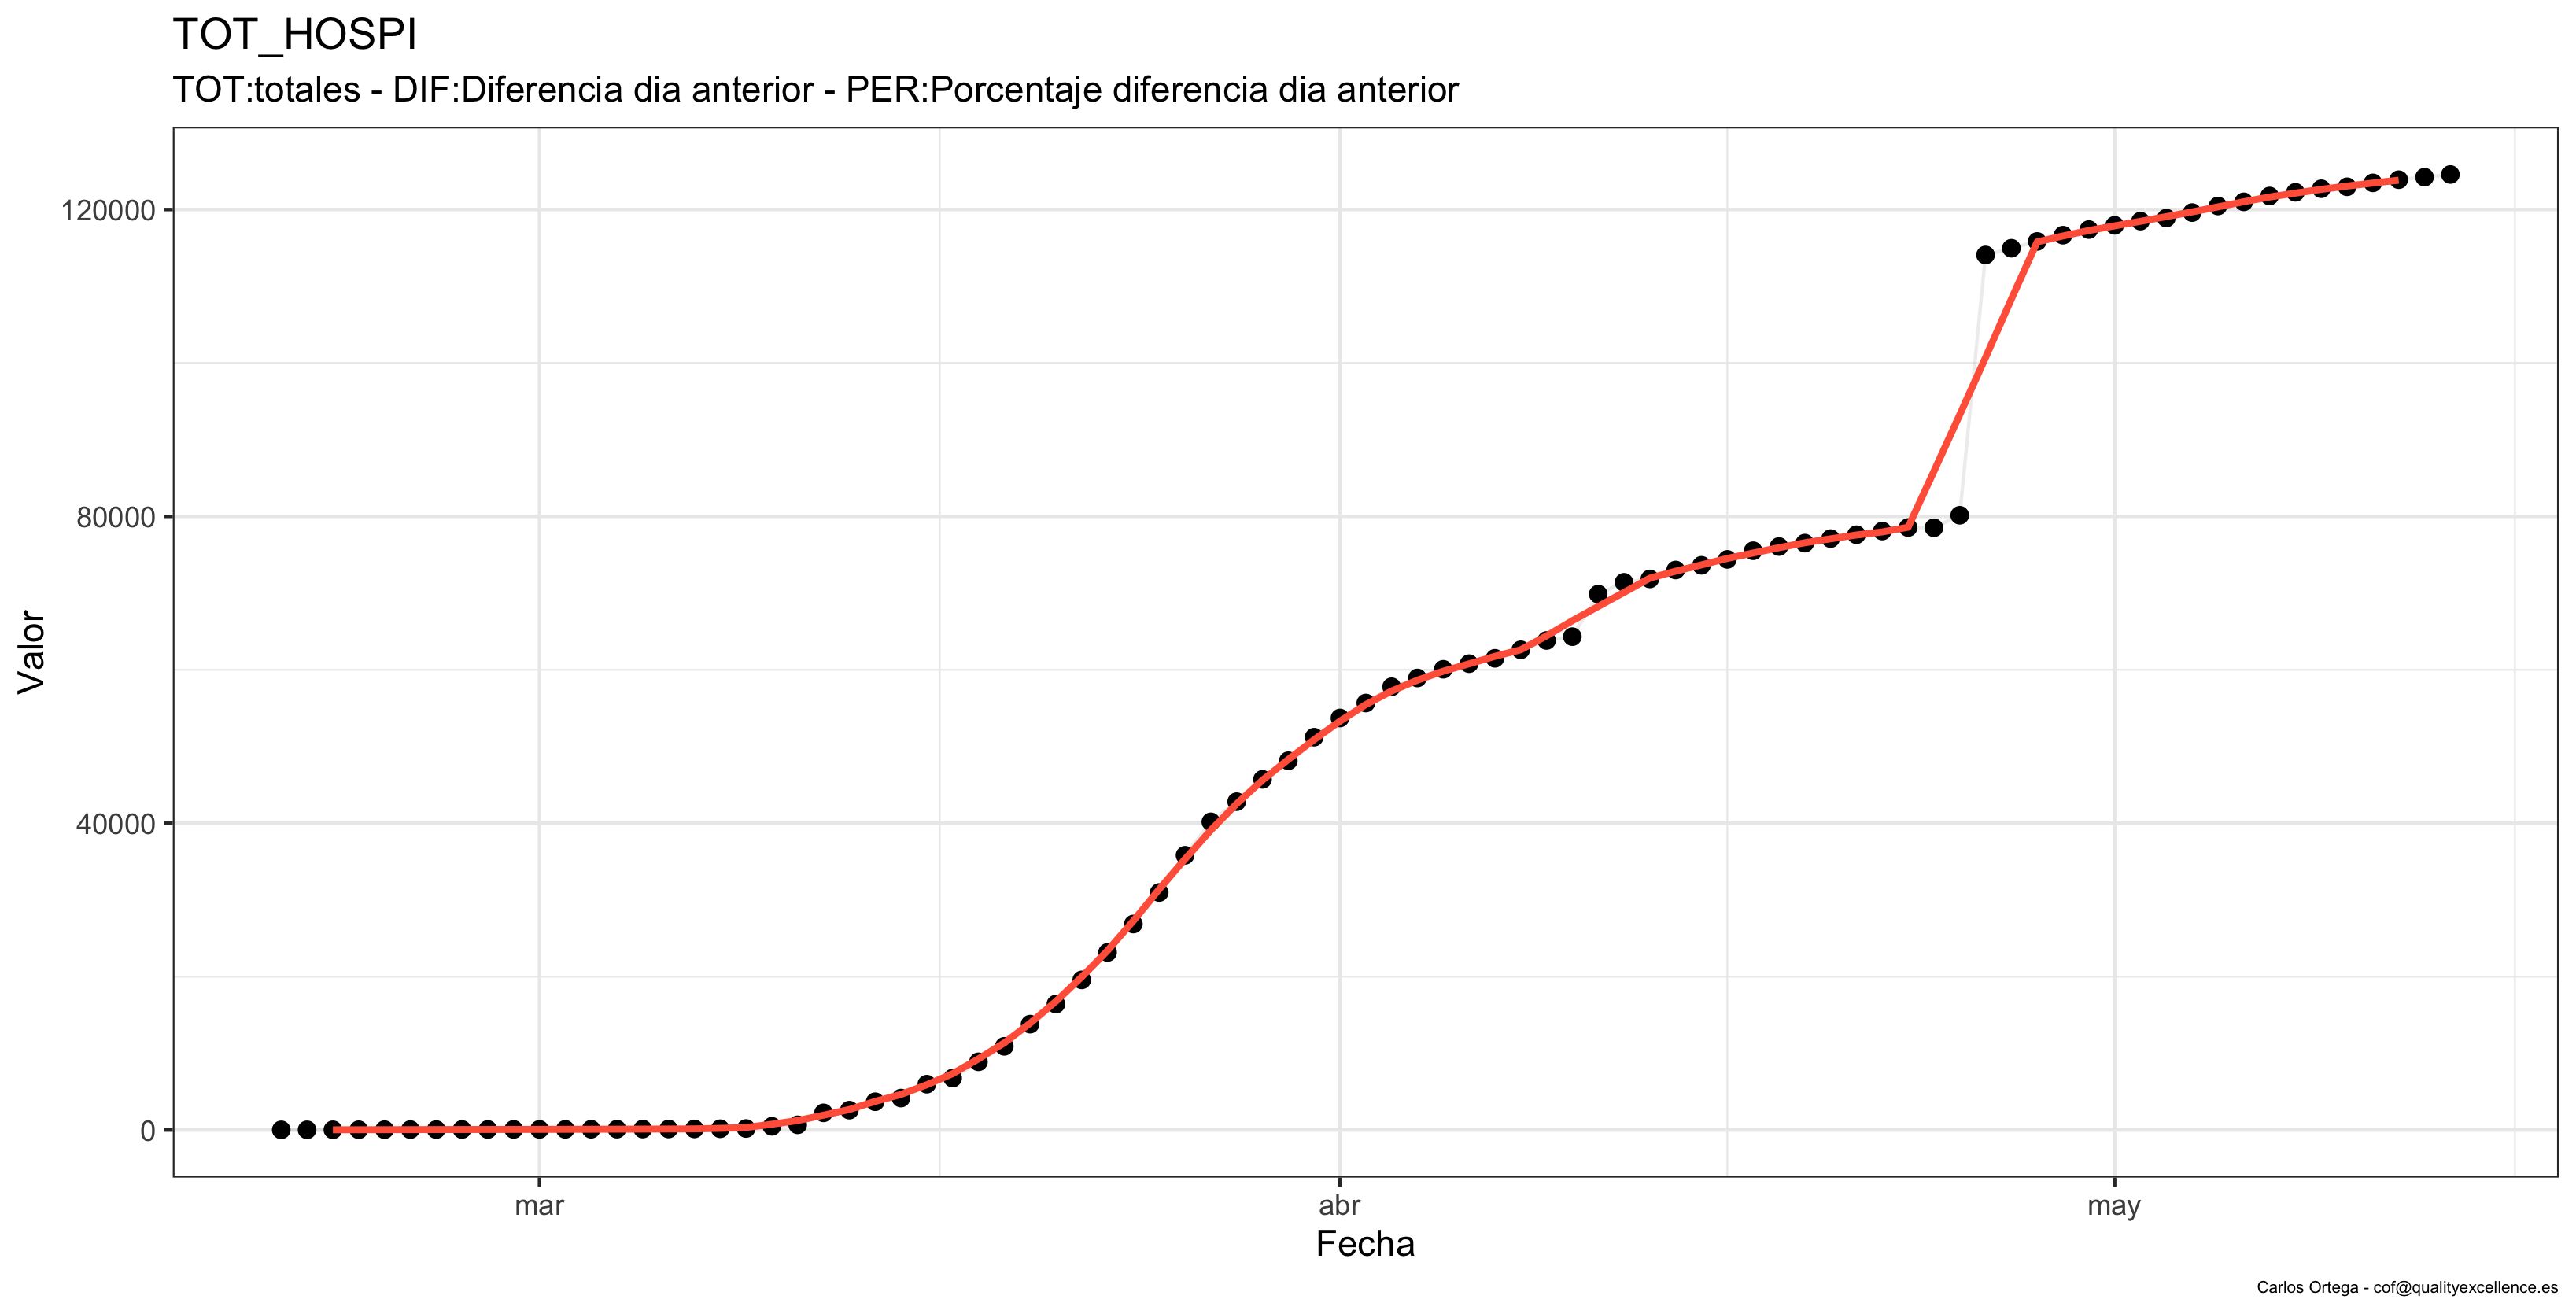 TOT_HOSPI
TOT:totales - DIF:Diferencia dia anterior - PER:Porcentaje diferencia dia anterior
120000
80000
40000
0
Valor
mar
abr
may
Fecha
Carlos Ortega - cof@qualityexcellence.es